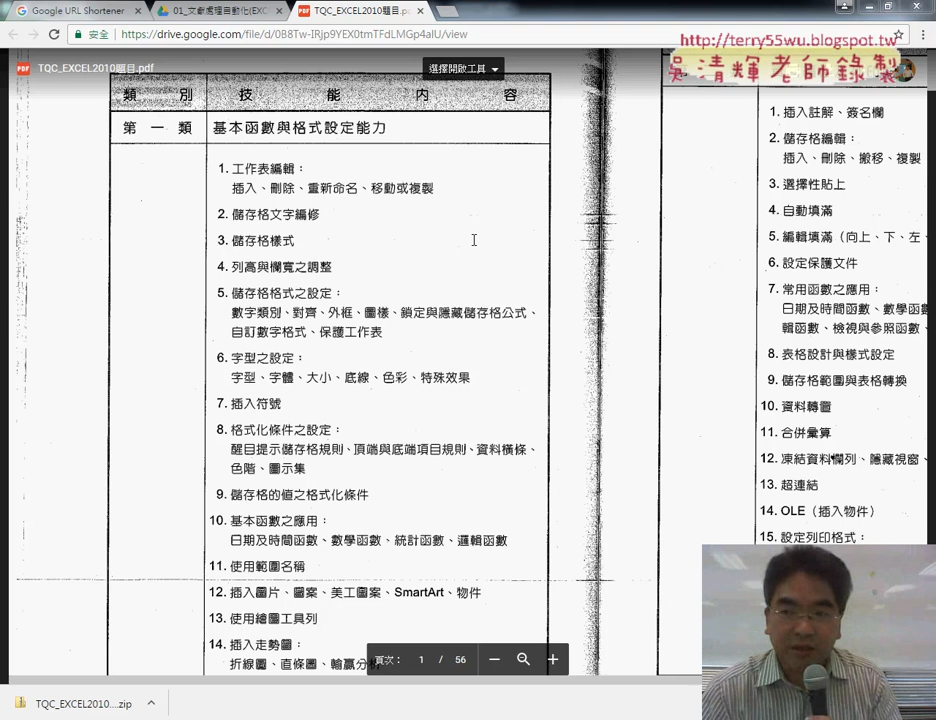 Google URL Shortener
01_文獻處理自動化(EXC
TQC_EXCEL2010題目.p
安全
https://drive.google.com/file/d/0B8Tw-IRjp9YEX0tmTFdLMGp4aIU/view
http://terry55wu.blogspot.tw
吳清輝老師錄製
PDF
TQC_EXCEL2010題目.pdf
選擇開啟工具
類別
技能內容
第一類
基本函數與格式設定能力
1. 工作表編輯：
插入、刪除、重新命名、移動或複製
2. 儲存格文字編修
3. 儲存格樣式
4. 列高與欄寬之調整
5. 儲存格格式之設定：
數字類別、對齊、外框、圖樣、鎖定與隱藏儲存格公式、
自訂數字格式、保護工作表
6. 字型之設定：
字型、字體、大小、底線、色彩、特殊效果
7. 插入符號
8. 格式化條件之設定：
醒目提示儲存格規則、頂端與底端項目規則、資料橫條、
色階、圖示集
9. 儲存格的值之格式化條件
10. 基本函數之應用：
日期及時間函數、數學函數、統計函數、邏輯函數
11. 使用範圍名稱
12. 插入圖片、圖案、美工圖案、SmartArt、物件
13. 使用繪圖工具列
14. 插入走勢圖：
折線圖、直條圖、輸贏分析
1. 插入註解、簽名欄
2. 儲存格編輯：
插入、刪除、搬移、複製
3. 選擇性貼上
4. 自動填滿
5. 編輯填滿（向上、下、左、
6. 設定保護文件
7. 常用函數之應用：
日期及時間函數、數學函數
輯函數、檢視與參照函數、
8. 表格設計與樣式設定
9. 儲存格範圍與表格轉換
10. 資料轉置
11. 合併彙算
12. 凍結資料欄列、隱藏視窗、
13. 超連結
14. OLE（插入物件）
15. 設定列印格式：
頁次： 1 / 56
TQC_EXCEL2010....zip